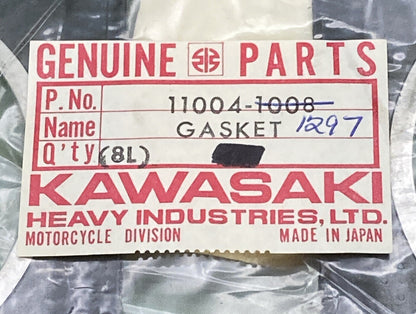 GENUINE PARTS
P. No. 11004-1008
Name GASKET 1297
Q'ty (8L)
KAWASAKI
HEAVY INDUSTRIES, LTD.
MOTORCYCLE DIVISION MADE IN JAPAN